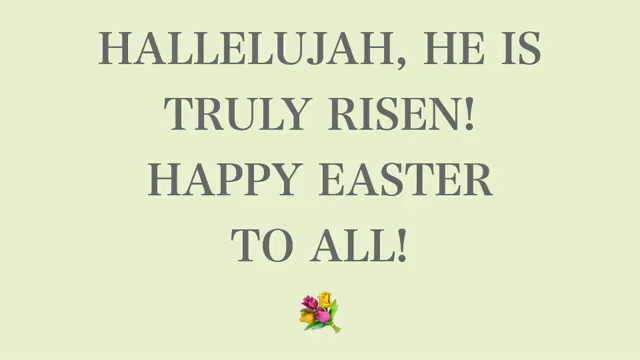 HALLELUJAH, HE IS
TRULY RISEN!
HAPPY EASTER
TO ALL!